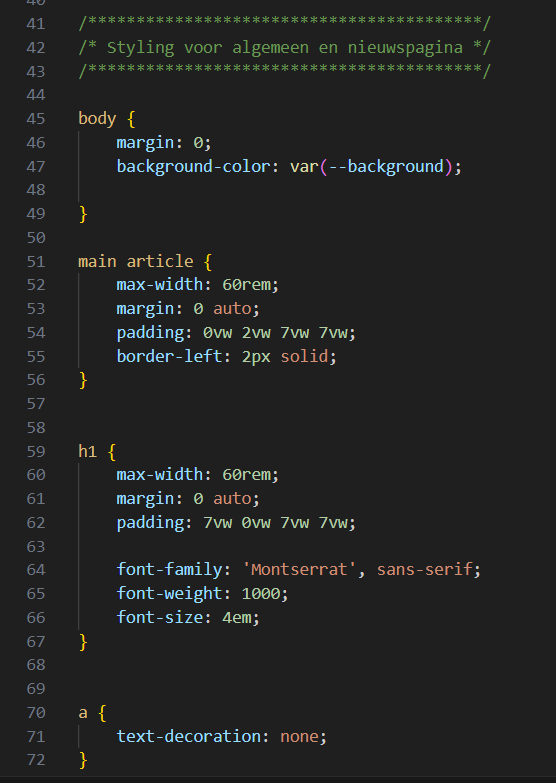 40
41 /*****************************************/
42 /* Styling voor algemeen en nieuwspagina */
43 /*****************************************/
44
45 body {
46     margin: 0;
47     background-color: var(--background);
48
49 }
50
51 main article {
52     max-width: 60rem;
53     margin: 0 auto;
54     padding: 0vw 2vw 7vw 7vw;
55     border-left: 2px solid;
56 }
57
58
59 h1 {
60     max-width: 60rem;
61     margin: 0 auto;
62     padding: 7vw 0vw 7vw 7vw;
63
64     font-family: 'Montserrat', sans-serif;
65     font-weight: 1000;
66     font-size: 4em;
67 }
68
69
70 a {
71     text-decoration: none;
72 }